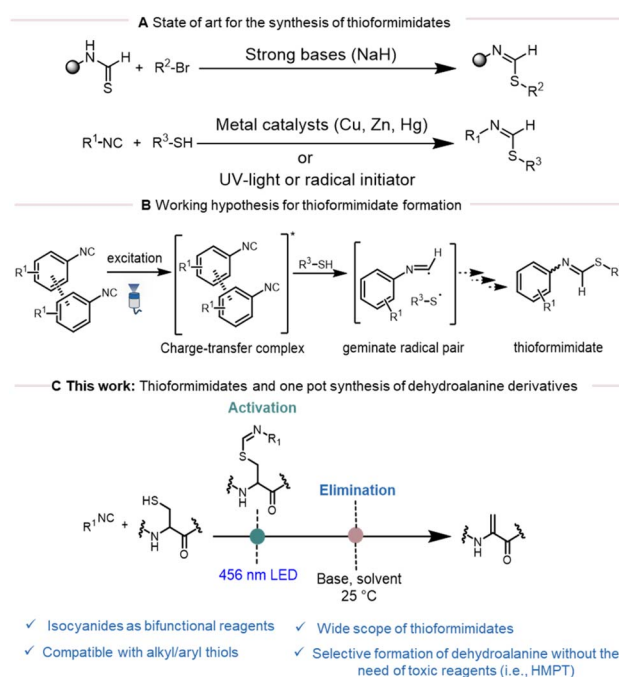 A State of art for the synthesis of thioformimidates
H
N H + R²-Br Strong bases (NaH) N H
S S-R²
R¹-NC + R³-SH Metal catalysts (Cu, Zn, Hg) R₁-N H
or S-R³
UV-light or radical initiator
B Working hypothesis for thioformimidate formation
R¹ NC excitation R¹ NC * R³-SH N H N S R
R¹ NC R¹ NC R¹ R³-S· R¹ H
Charge-transfer complex geminate radical pair thioformimidate
C This work: Thioformimidates and one pot synthesis of dehydroalanine derivatives
Activation
N R₁
S
N H O
Elimination
R¹ NC + HS N H O
N H O
456 nm LED
Base, solvent
25 °C
✓ Isocyanides as bifunctional reagents
✓ Wide scope of thioformimidates
✓ Compatible with alkyl/aryl thiols
✓ Selective formation of dehydroalanine without the
need of toxic reagents (i.e., HMPT)